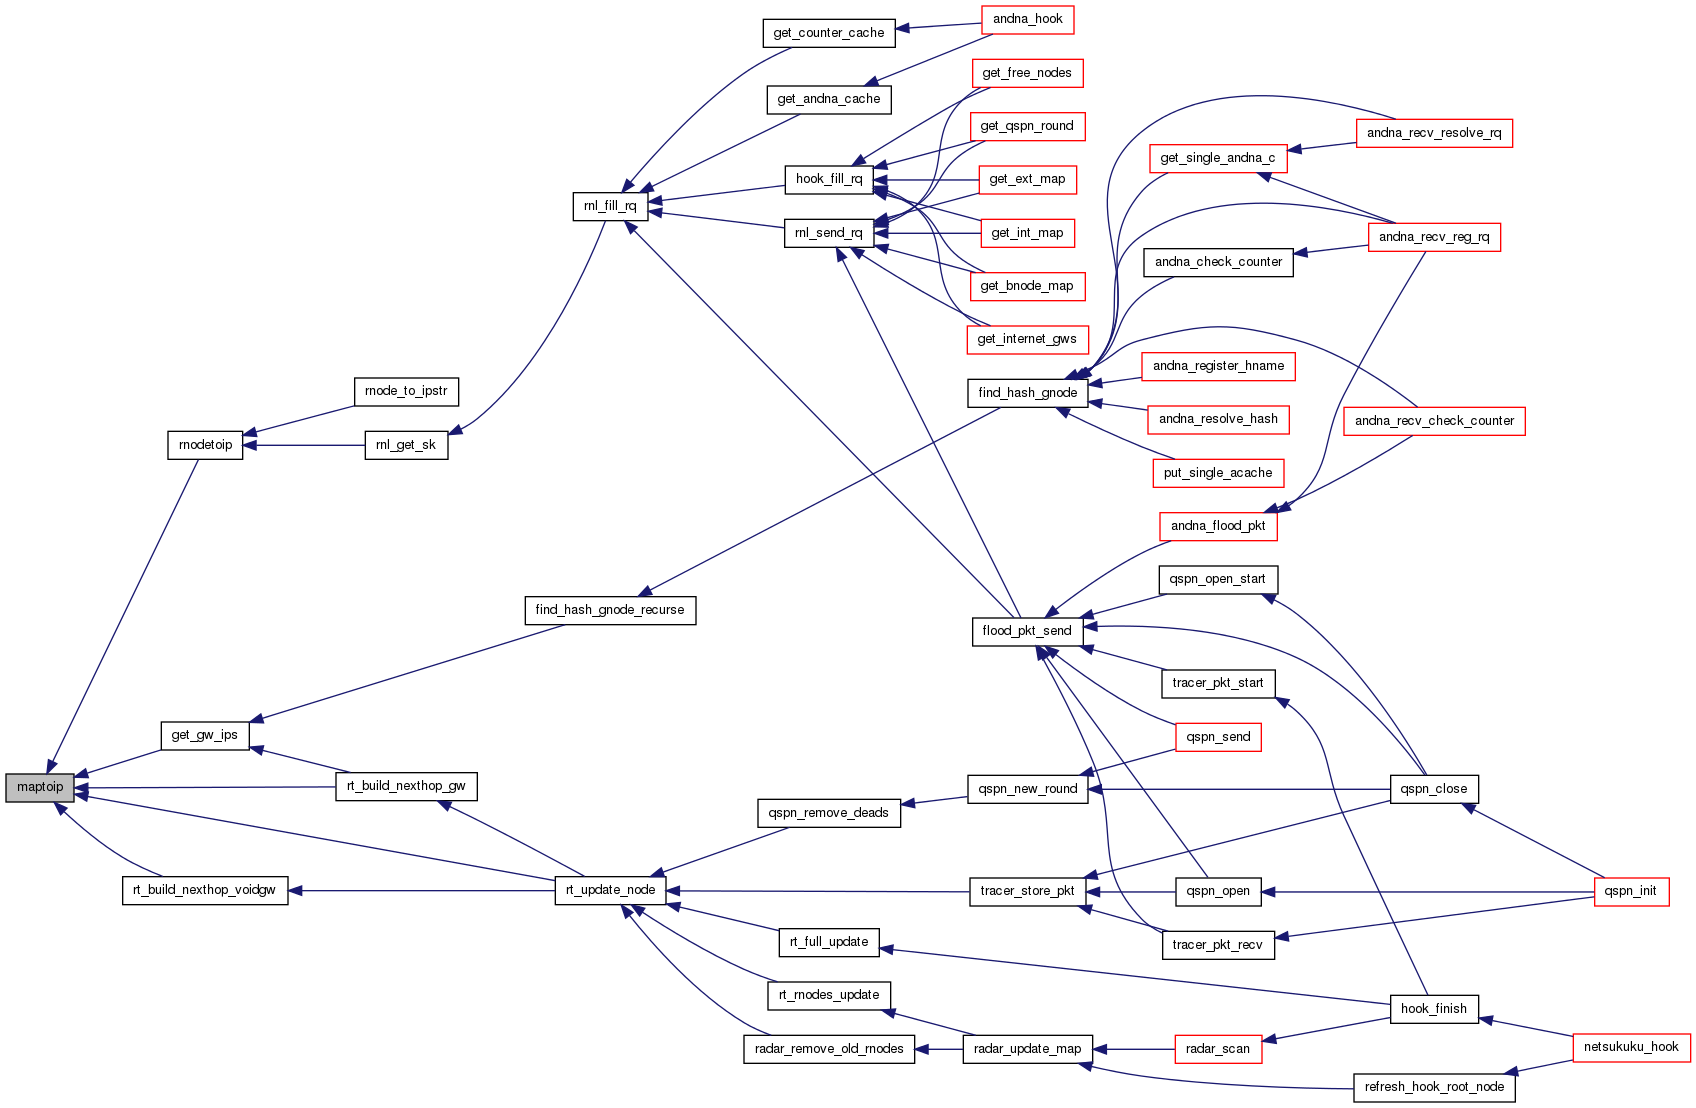 maptoip
rnodetoip
get_gw_ips
rt_build_nexthop_voidgw
rnode_to_ipstr
rnl_get_sk
rt_build_nexthop_gw
rnl_fill_rq
find_hash_gnode_recurse
rt_update_node
get_counter_cache
get_andna_cache
hook_fill_rq
rnl_send_rq
qspn_remove_deads
rt_full_update
rt_rnodes_update
radar_remove_old_rnodes
andna_hook
get_free_nodes
get_qspn_round
get_ext_map
get_int_map
get_bnode_map
get_internet_gws
find_hash_gnode
flood_pkt_send
qspn_new_round
tracer_store_pkt
radar_update_map
get_single_andna_c
andna_check_counter
andna_register_hname
andna_resolve_hash
put_single_acache
andna_flood_pkt
qspn_open_start
tracer_pkt_start
qspn_send
qspn_open
tracer_pkt_recv
radar_scan
andna_recv_resolve_rq
andna_recv_reg_rq
andna_recv_check_counter
qspn_close
hook_finish
refresh_hook_root_node
qspn_init
netsukuku_hook